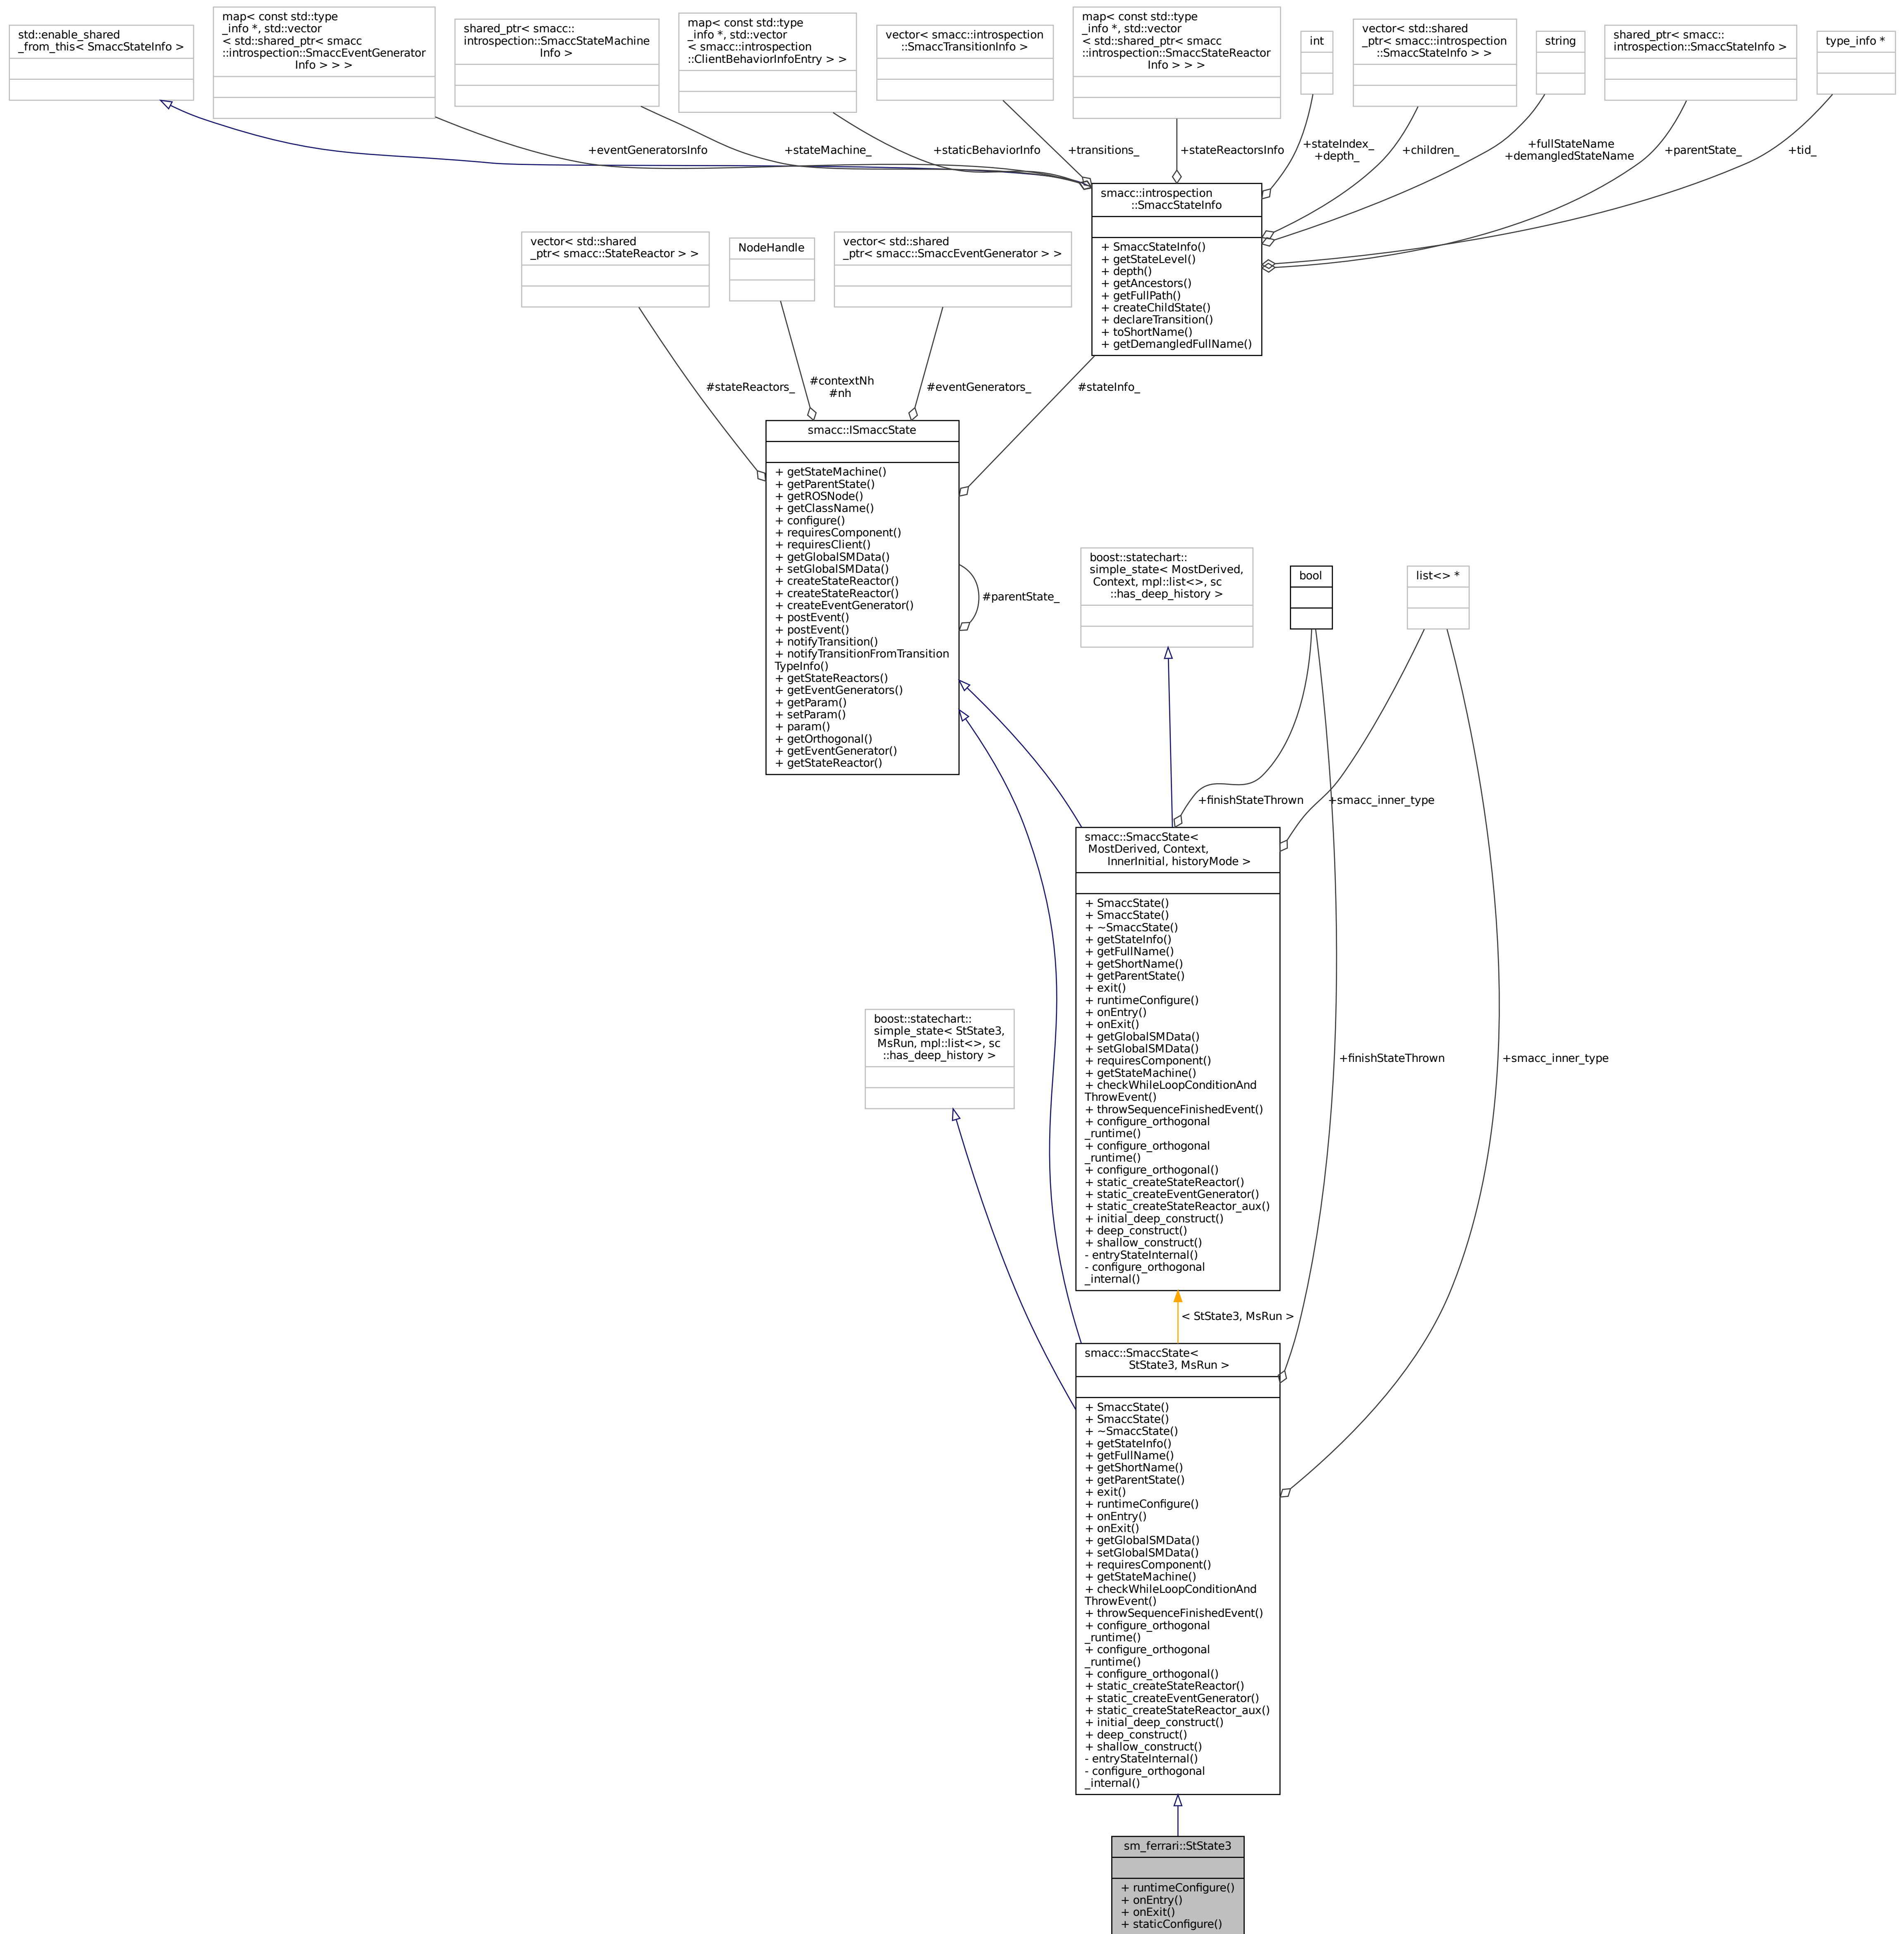 std::enable_shared
_from_this< SmaccStateInfo >
map< const std::type
_info *, std::vector
< std::shared_ptr< smacc
::introspection::SmaccEventGenerator
Info > > >
shared_ptr< smacc::
introspection::SmaccStateMachine
Info >
map< const std::type
_info *, std::vector
< smacc::introspection
::ClientBehaviorInfoEntry > >
vector< smacc::introspection
::SmaccTransitionInfo >
map< const std::type
_info *, std::vector
< std::shared_ptr< smacc
::introspection::SmaccStateReactor
Info > > >
int
vector< std::shared
_ptr< smacc::introspection
::SmaccStateInfo > >
string
shared_ptr< smacc::
introspection::SmaccStateInfo >
type_info *
+eventGeneratorsInfo
+stateMachine_
+staticBehaviorInfo
+transitions_
+stateReactorsInfo
+stateIndex_
+depth_
+children_
+fullStateName
+demangledStateName
+parentState_
+tid_
smacc::introspection
::SmaccStateInfo
+ SmaccStateInfo()
+ getStateLevel()
+ depth()
+ getAncestors()
+ getFullPath()
+ createChildState()
+ declareTransition()
+ toShortName()
+ getDemangledFullName()
vector< std::shared
_ptr< smacc::StateReactor > >
NodeHandle
vector< std::shared
_ptr< smacc::SmaccEventGenerator > >
#stateReactors_
#contextNh
#nh
#eventGenerators_
#stateInfo_
smacc::ISmaccState
+ getStateMachine()
+ getParentState()
+ getROSNode()
+ getClassName()
+ configure()
+ requiresComponent()
+ requiresClient()
+ getGlobalSMData()
+ setGlobalSMData()
+ createStateReactor()
+ createStateReactor()
+ createEventGenerator()
+ postEvent()
+ postEvent()
+ notifyTransition()
+ notifyTransitionFromTransition
TypeInfo()
+ getStateReactors()
+ getEventGenerators()
+ getParam()
+ setParam()
+ param()
+ getOrthogonal()
+ getEventGenerator()
+ getStateReactor()
#parentState_
boost::statechart::
simple_state< MostDerived,
Context, mpl::list<>, sc
::has_deep_history >
bool
list<> *
+finishStateThrown
+smacc_inner_type
smacc::SmaccState<
MostDerived, Context,
InnerInitial, historyMode >
+ SmaccState()
+ SmaccState()
+ ~SmaccState()
+ getStateInfo()
+ getFullName()
+ getShortName()
+ getParentState()
+ exit()
+ runtimeConfigure()
+ onEntry()
+ onExit()
+ getGlobalSMData()
+ setGlobalSMData()
+ requiresComponent()
+ getStateMachine()
+ checkWhileLoopConditionAnd
ThrowEvent()
+ throwSequenceFinishedEvent()
+ configure_orthogonal
_runtime()
+ configure_orthogonal
_runtime()
+ configure_orthogonal()
+ static_createStateReactor()
+ static_createEventGenerator()
+ static_createStateReactor_aux()
+ initial_deep_construct()
+ deep_construct()
+ shallow_construct()
- entryStateInternal()
- configure_orthogonal
_internal()
boost::statechart::
simple_state< StState3,
MsRun, mpl::list<>, sc
::has_deep_history >
+finishStateThrown
+smacc_inner_type
< StState3, MsRun >
smacc::SmaccState<
StState3, MsRun >
+ SmaccState()
+ SmaccState()
+ ~SmaccState()
+ getStateInfo()
+ getFullName()
+ getShortName()
+ getParentState()
+ exit()
+ runtimeConfigure()
+ onEntry()
+ onExit()
+ getGlobalSMData()
+ setGlobalSMData()
+ requiresComponent()
+ getStateMachine()
+ checkWhileLoopConditionAnd
ThrowEvent()
+ throwSequenceFinishedEvent()
+ configure_orthogonal
_runtime()
+ configure_orthogonal
_runtime()
+ configure_orthogonal()
+ static_createStateReactor()
+ static_createEventGenerator()
+ static_createStateReactor_aux()
+ initial_deep_construct()
+ deep_construct()
+ shallow_construct()
- entryStateInternal()
- configure_orthogonal
_internal()
sm_ferrari::StState3
+ runtimeConfigure()
+ onEntry()
+ onExit()
+ staticConfigure()